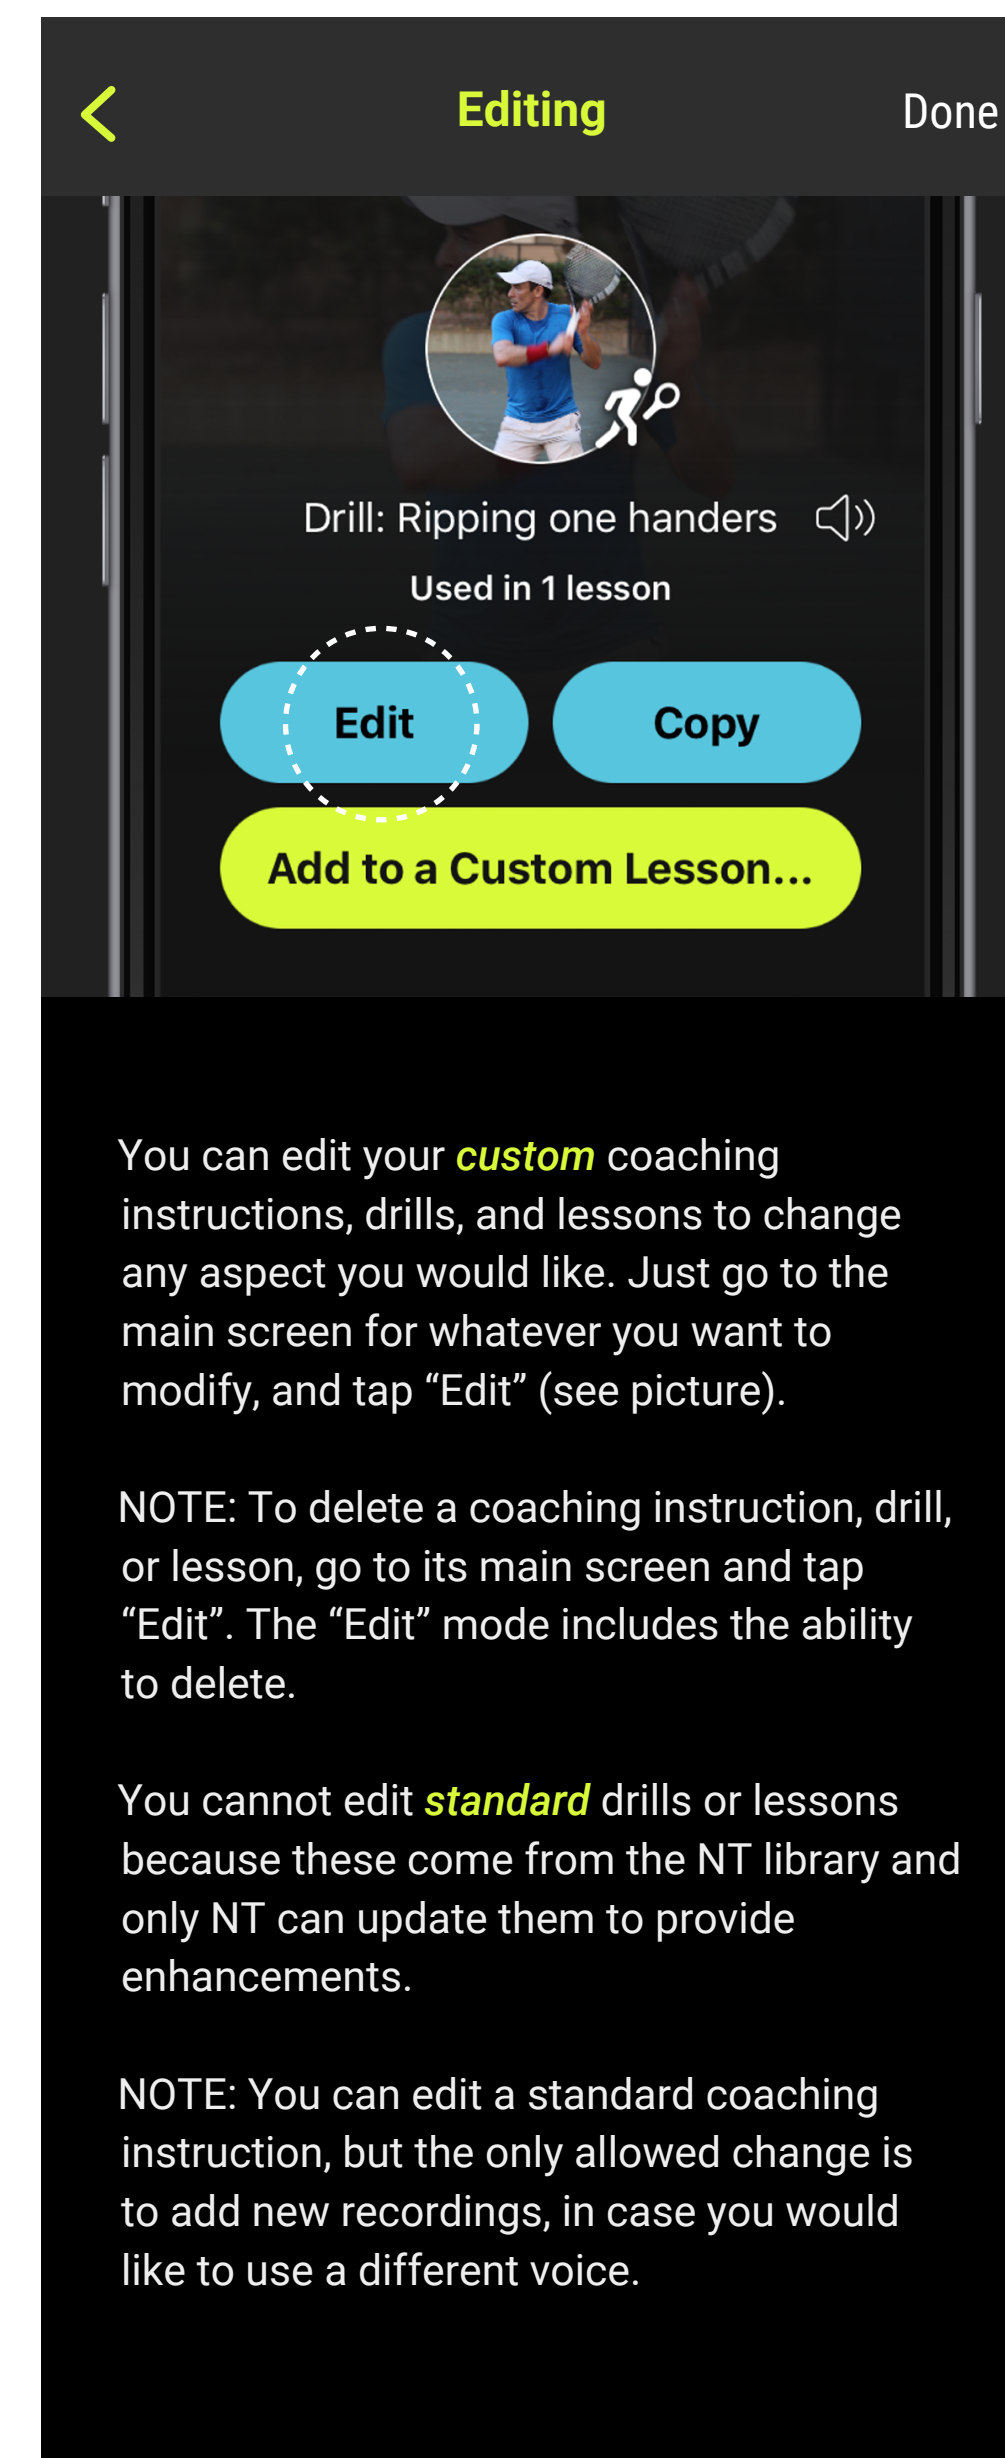 Editing
Done
Drill: Ripping one handers
Used in 1 lesson
Edit
Copy
Add to a Custom Lesson...
You can edit your custom coaching
instructions, drills, and lessons to change
any aspect you would like. Just go to the
main screen for whatever you want to
modify, and tap “Edit” (see picture).
NOTE: To delete a coaching instruction, drill,
or lesson, go to its main screen and tap
“Edit”. The “Edit” mode includes the ability
to delete.
You cannot edit standard drills or lessons
because these come from the NT library and
only NT can update them to provide
enhancements.
NOTE: You can edit a standard coaching
instruction, but the only allowed change is
to add new recordings, in case you would
like to use a different voice.